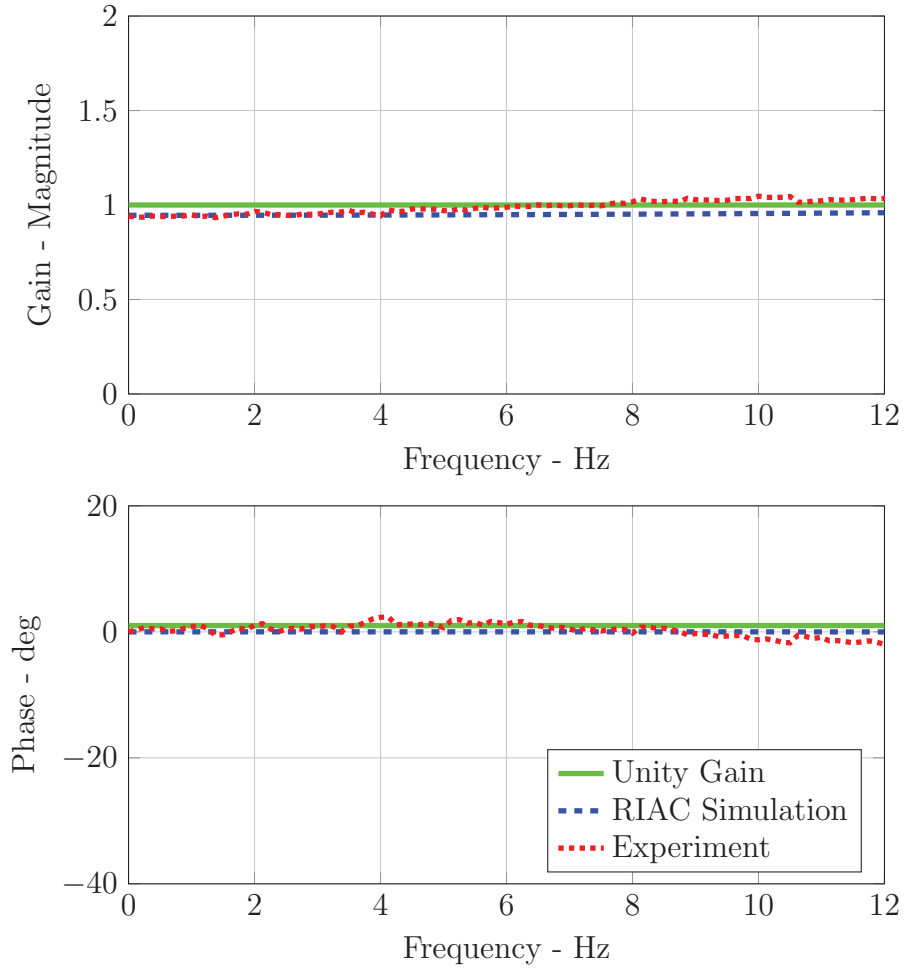 2
1.5
1
0.5
0
Gain - Magnitude
0 2 4 6 8 10 12
Frequency - Hz
20
0
−20
−40
Phase - deg
Unity Gain
RIAC Simulation
Experiment
0 2 4 6 8 10 12
Frequency - Hz